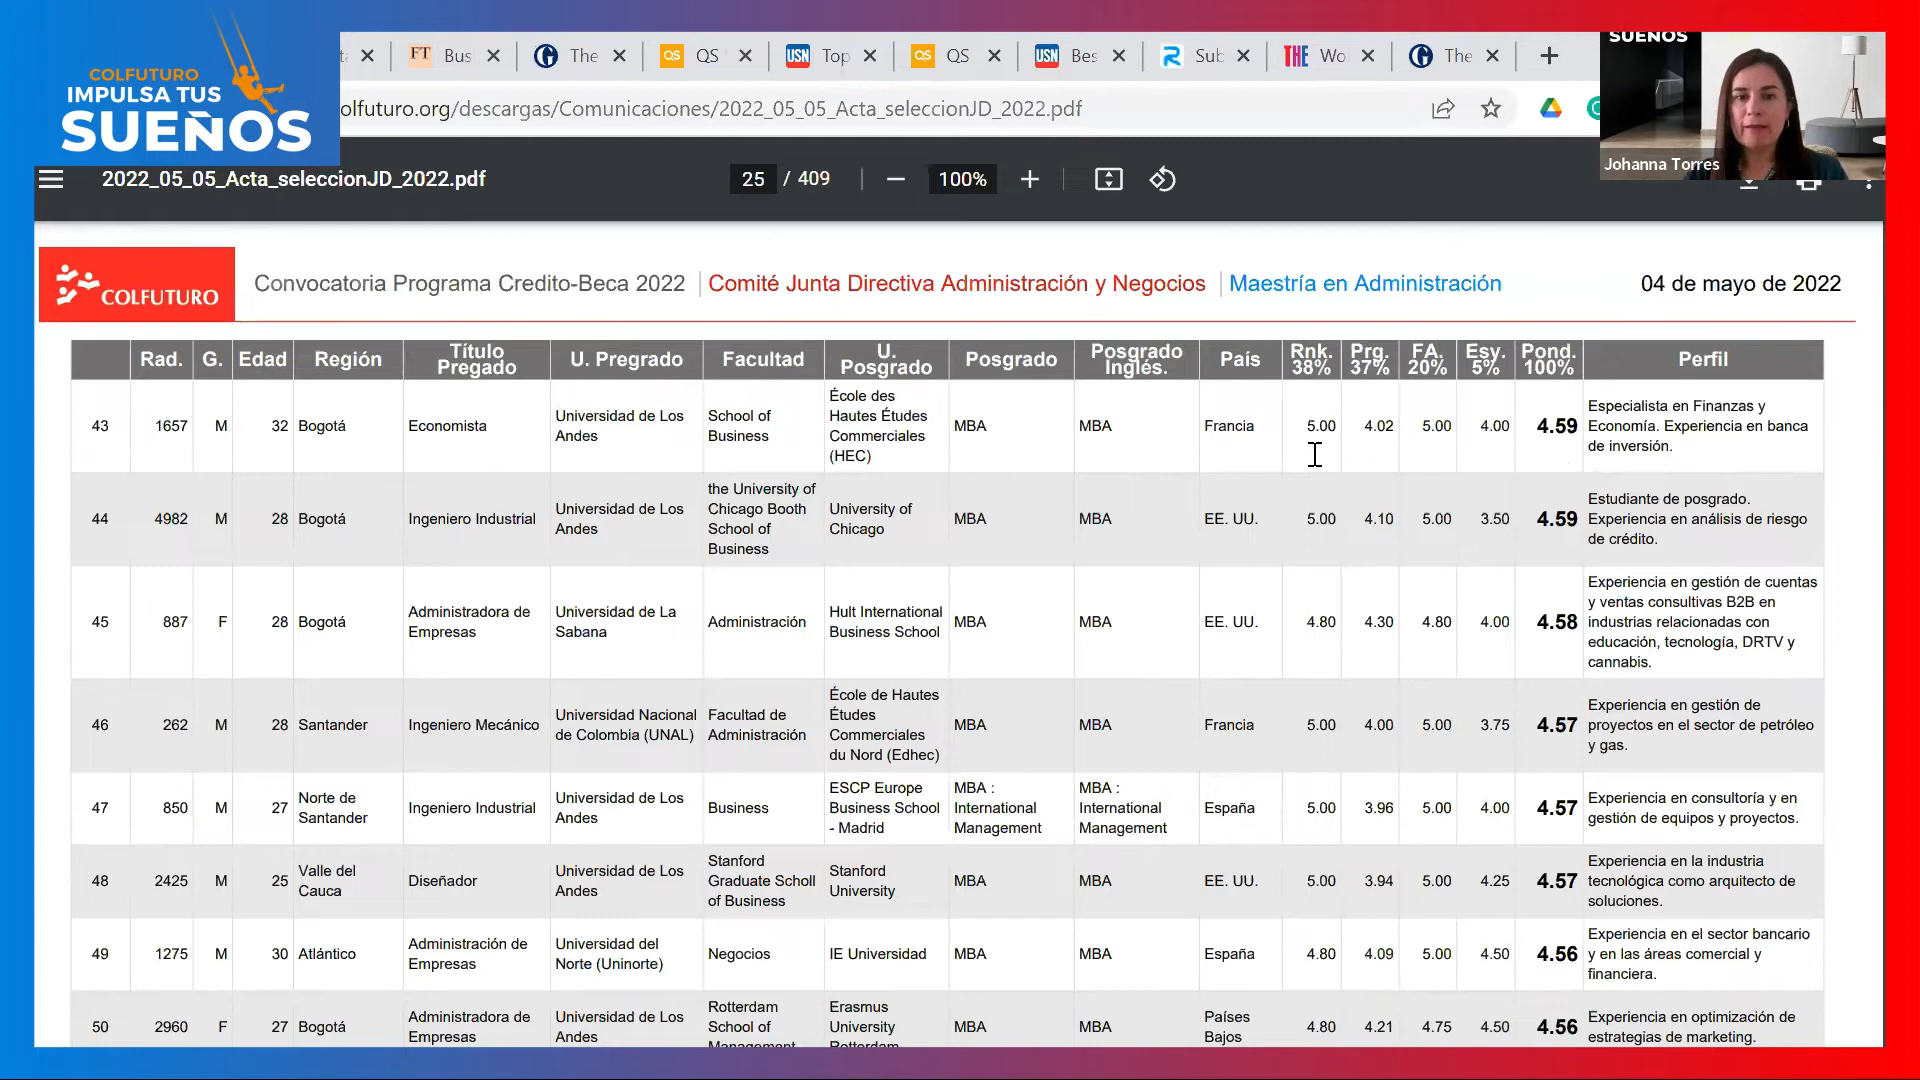 COLFUTURO
IMPULSA TUS
SUEÑOS
FT Bus
The
QS QS
USN Top
QS QS
USN Bes
Sub
THE Wo
The
SUEÑOS
olfuturo.org/descargas/Comunicaciones/2022_05_05_Acta_seleccionJD_2022.pdf
Johanna Torres
2022_05_05_Acta_seleccionJD_2022.pdf
25 / 409
100%
COLFUTURO
Convocatoria Programa Credito-Beca 2022 Comité Junta Directiva Administración y Negocios Maestría en Administración 04 de mayo de 2022
Rad. G. Edad Región Título Pregado U. Pregrado Facultad U. Posgrado Posgrado Posgrado Inglés. País Rnk. 38% Prg. 37% FA. 20% Esy. 5% Pond. 100% Perfil
43 1657 M 32 Bogotá Economista Universidad de Los Andes School of Business École des Hautes Études Commerciales (HEC) MBA MBA Francia 5.00 4.02 5.00 4.00 4.59 Especialista en Finanzas y Economía. Experiencia en banca de inversión.
44 4982 M 28 Bogotá Ingeniero Industrial Universidad de Los Andes the University of Chicago Booth School of Business University of Chicago MBA MBA EE. UU. 5.00 4.10 5.00 3.50 4.59 Estudiante de posgrado. Experiencia en análisis de riesgo de crédito.
45 887 F 28 Bogotá Administradora de Empresas Universidad de La Sabana Administración Hult International Business School MBA MBA EE. UU. 4.80 4.30 4.80 4.00 4.58 Experiencia en gestión de cuentas y ventas consultivas B2B en industrias relacionadas con educación, tecnología, DRTV y cannabis.
46 262 M 28 Santander Ingeniero Mecánico Universidad Nacional de Colombia (UNAL) Facultad de Administración École de Hautes Études Commerciales du Nord (Edhec) MBA MBA Francia 5.00 4.00 5.00 3.75 4.57 Experiencia en gestión de proyectos en el sector de petróleo y gas.
47 850 M 27 Norte de Santander Ingeniero Industrial Universidad de Los Andes Business ESCP Europe Business School - Madrid MBA : International Management MBA : International Management España 5.00 3.96 5.00 4.00 4.57 Experiencia en consultoría y en gestión de equipos y proyectos.
48 2425 M 25 Valle del Cauca Diseñador Universidad de Los Andes Stanford Graduate Scholl of Business Stanford University MBA MBA EE. UU. 5.00 3.94 5.00 4.25 4.57 Experiencia en la industria tecnológica como arquitecto de soluciones.
49 1275 M 30 Atlántico Administración de Empresas Universidad del Norte (Uninorte) Negocios IE Universidad MBA MBA España 4.80 4.09 5.00 4.50 4.56 Experiencia en el sector bancario y en las áreas comercial y financiera.
50 2960 F 27 Bogotá Administradora de Empresas Universidad de Los Andes Rotterdam School of Management Erasmus University Rotterdam MBA MBA Países Bajos 4.80 4.21 4.75 4.50 4.56 Experiencia en optimización de estrategias de marketing.